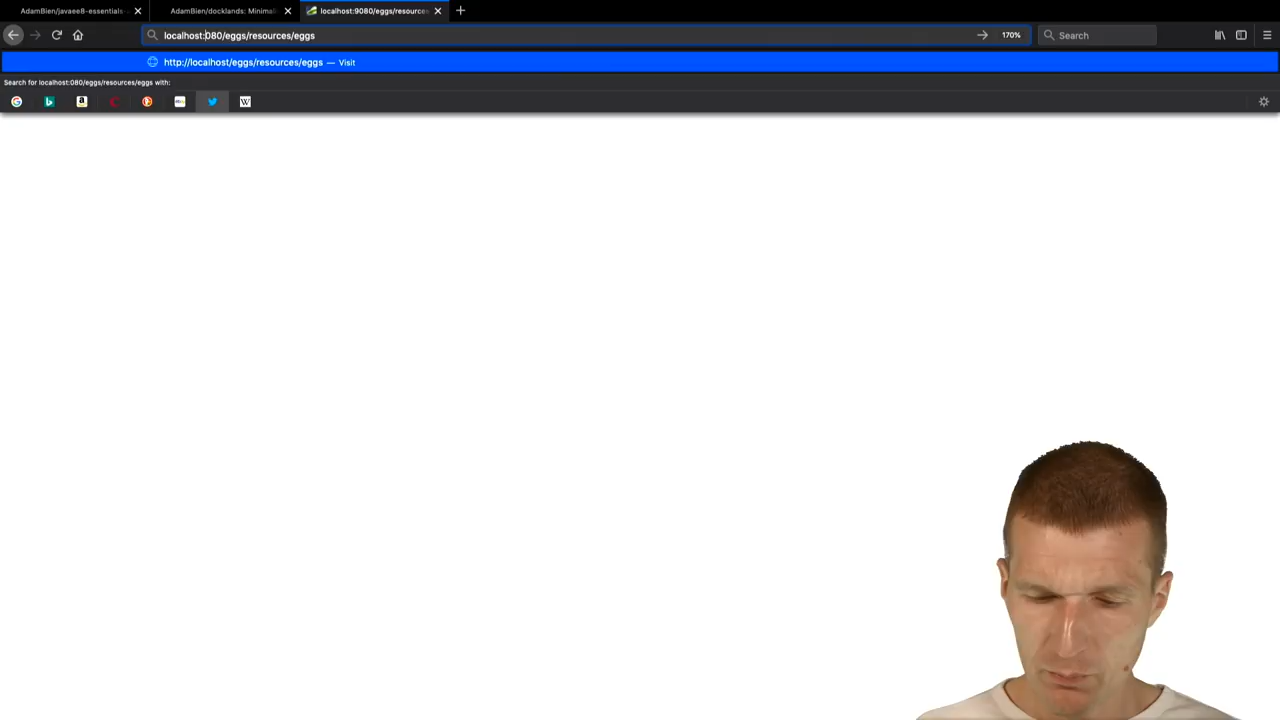 AdamBien/javaee8-essentials-
AdamBien/docklands: Minimal
localhost:9080/eggs/resources
localhost:080/eggs/resources/eggs
170%
Search
http://localhost/eggs/resources/eggs — Visit
Search for localhost:080/eggs/resources/eggs with: